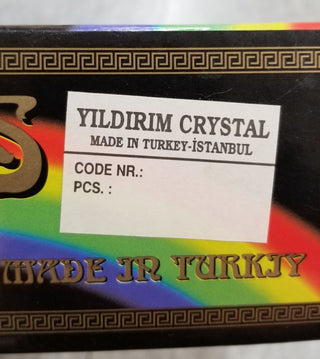 YILDIRIM CRYSTAL
MADE IN TURKEY-İSTANBUL
CODE NR.:
PCS. :
MADE IN TURKIY